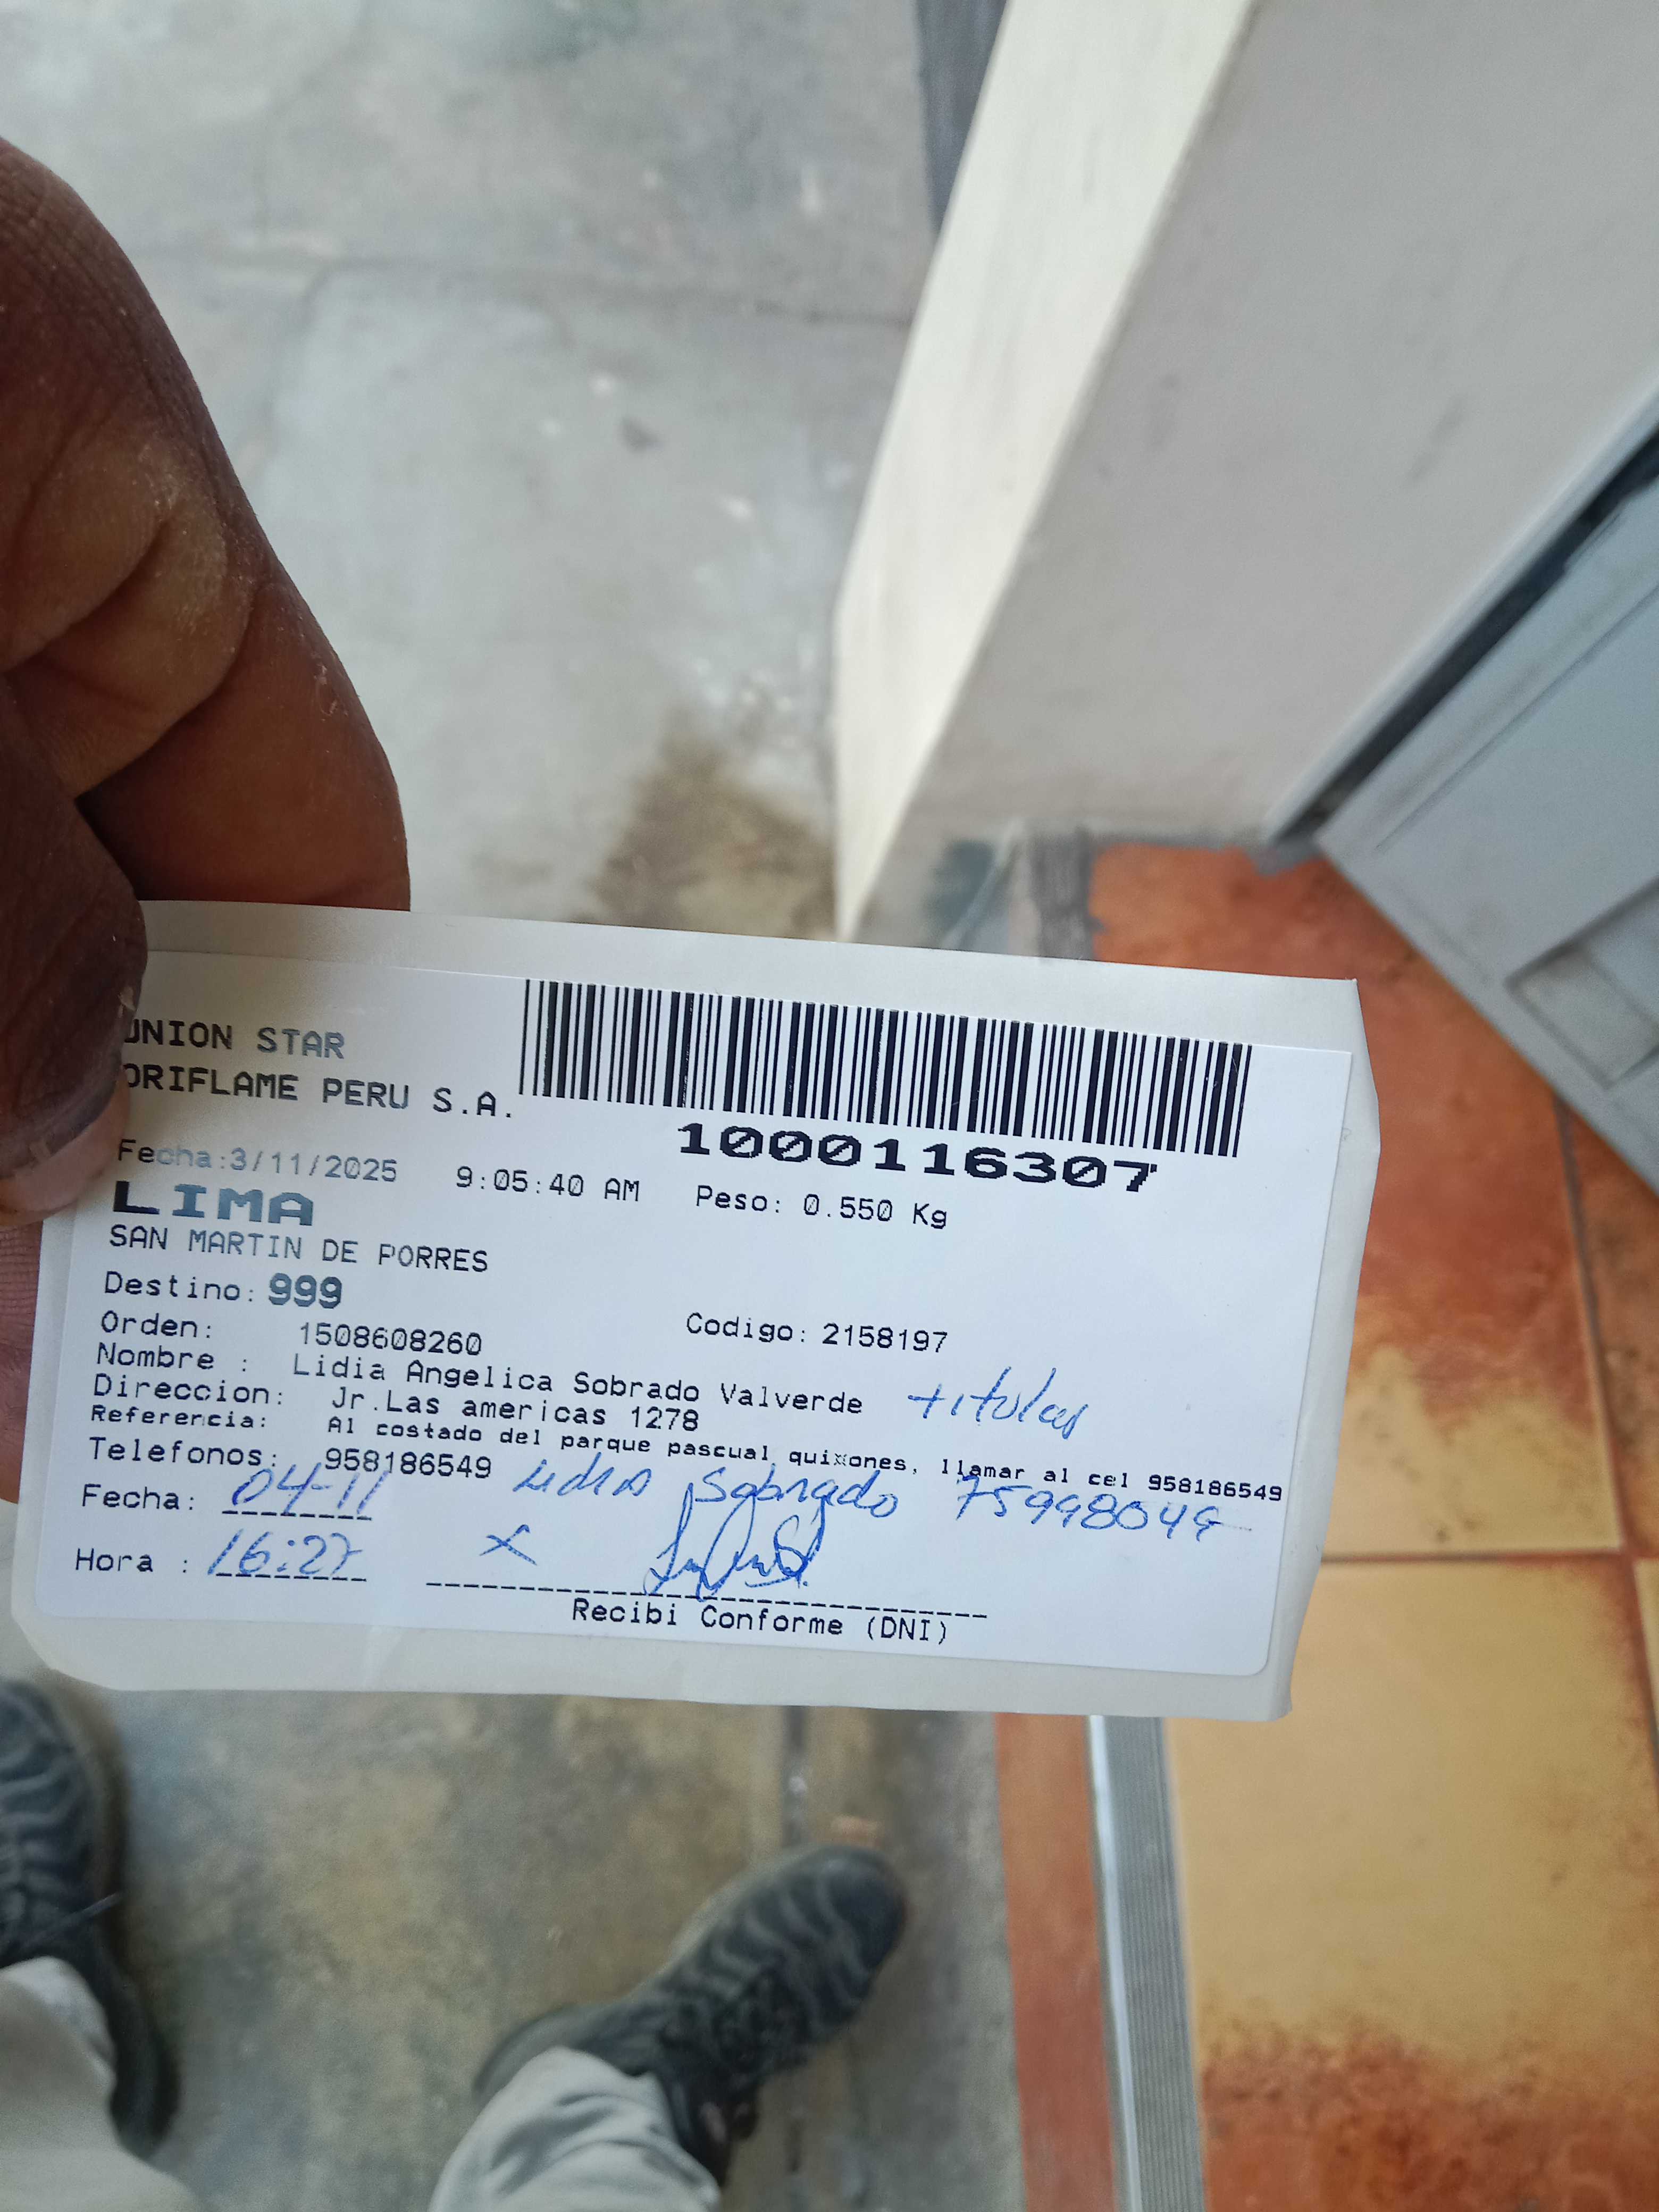 UNION STAR
ORIFLAME PERU S.A.
1000116307
Fecha:3/11/2025 9:05:40 AM Peso: 0.550 Kg
LIMA
SAN MARTIN DE PORRES
Destino: 999
Orden: 1508608260 Codigo: 2158197
Nombre : Lidia Angelica Sobrado Valverde titular
Direccion: Jr.Las americas 1278
Referencia: Al costado del parque pascual quixones, llamar al cel 958186549
Telefonos: 958186549 Lidia Sobrado
Fecha: 04-11
Hora : 16:27 X
Recibi Conforme (DNI)